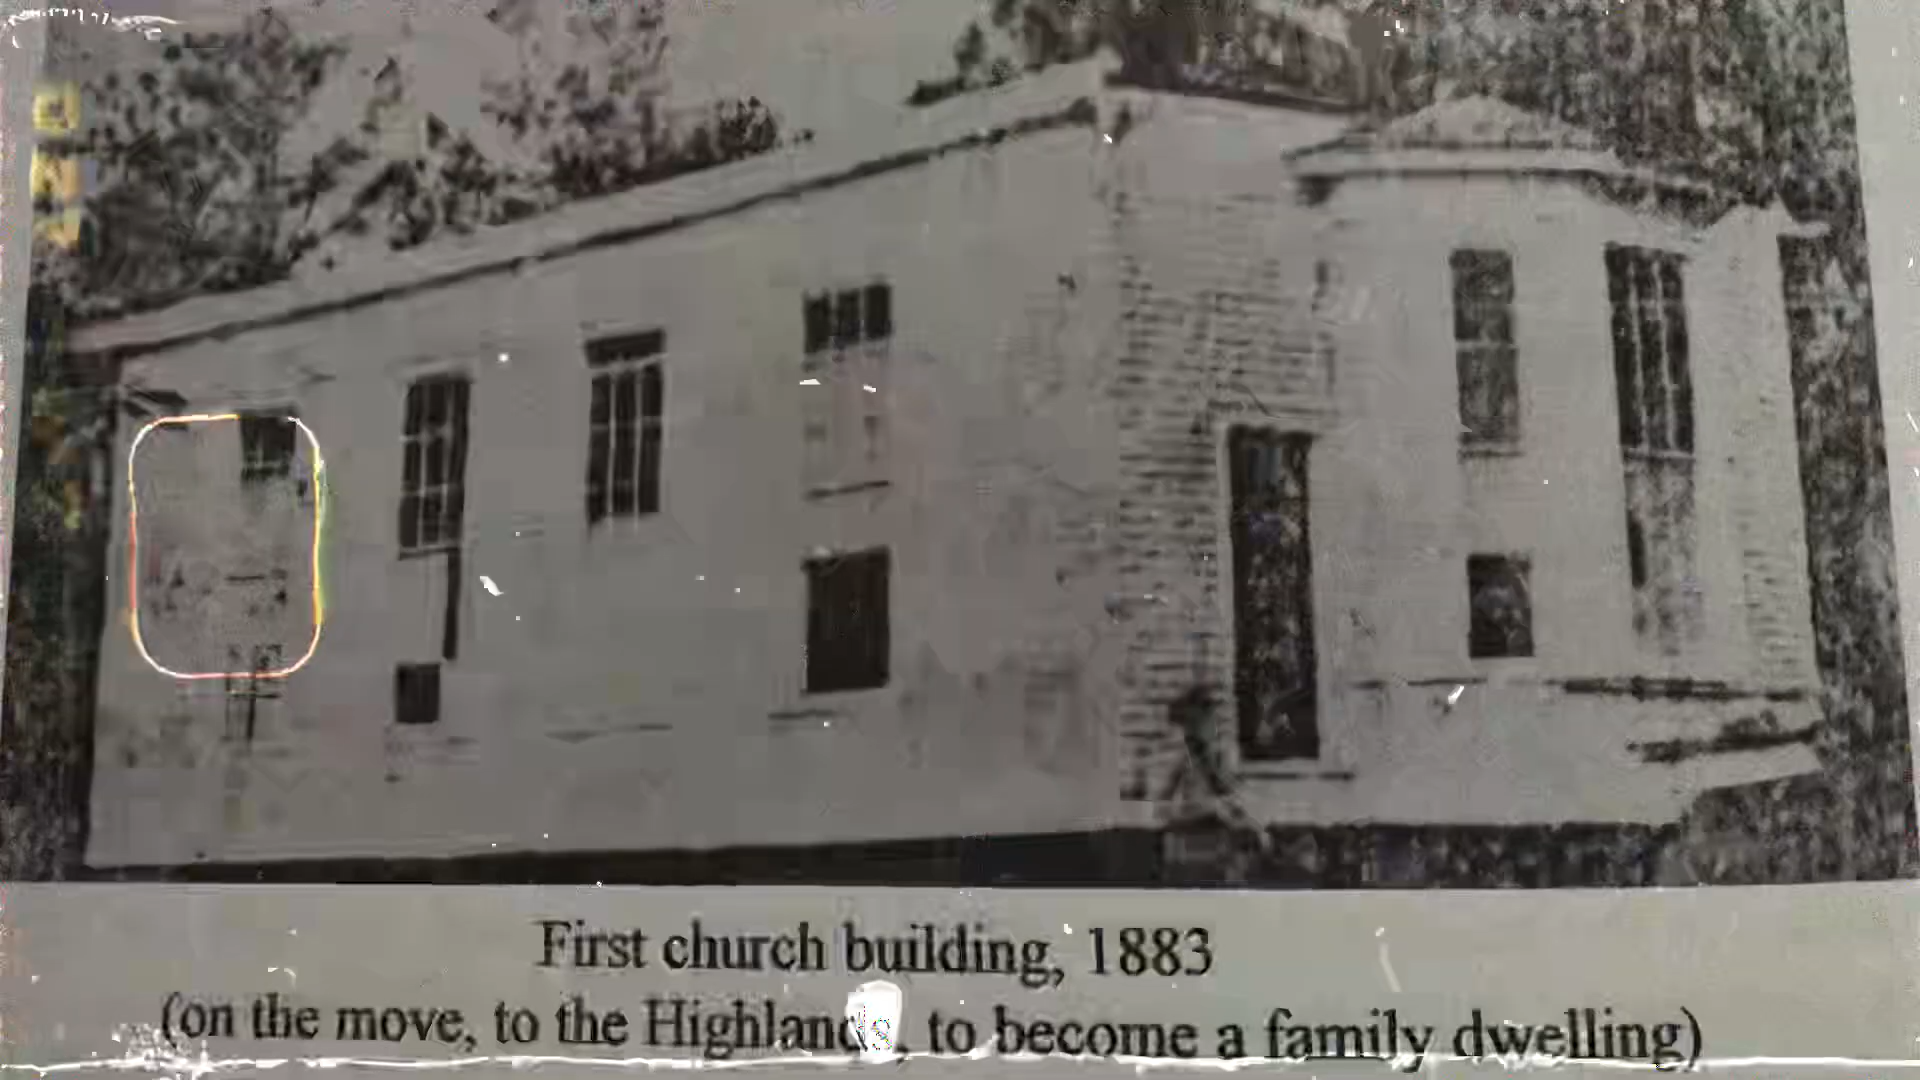 First church building, 1883
(on the move, to the Highlands, to become a family dwelling)